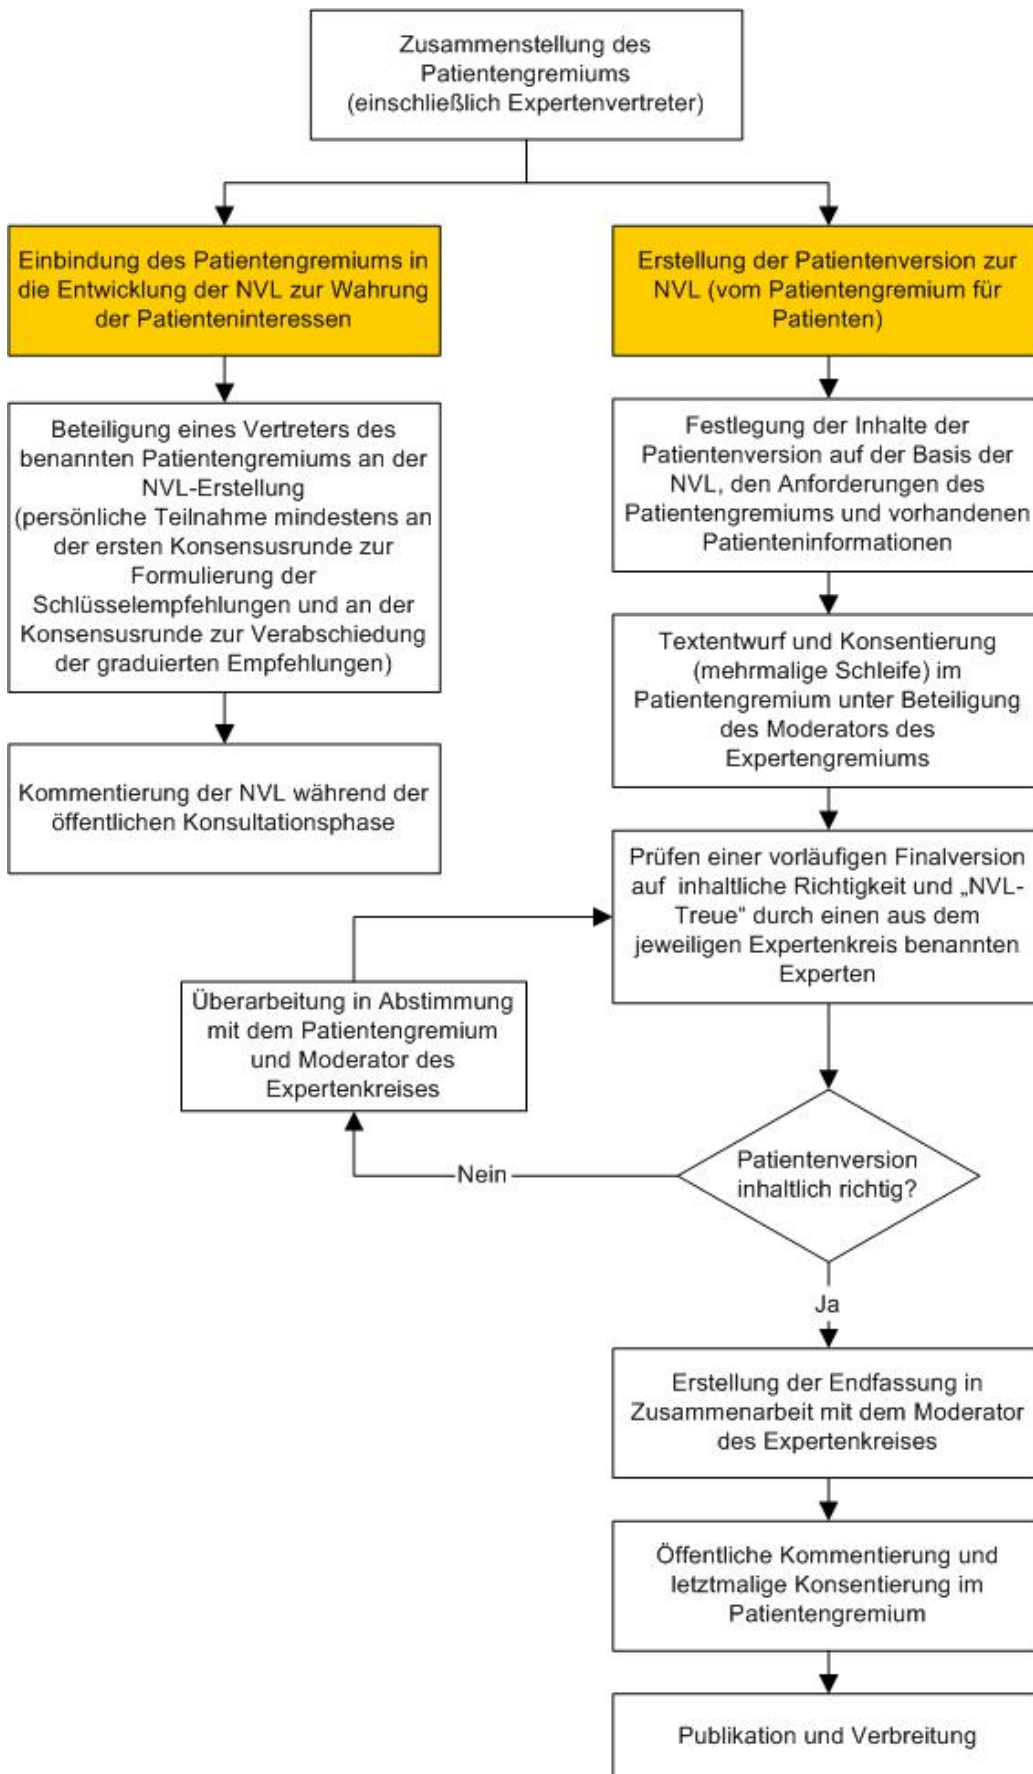 Zusammenstellung des
Patientengremiums
(einschließlich Expertenvertreter)
Einbindung des Patientengremiums in
die Entwicklung der NVL zur Wahrung
der Patienteninteressen
Beteiligung eines Vertreters des
benannten Patientengremiums an der
NVL-Erstellung
(persönliche Teilnahme mindestens an
der ersten Konsensusrunde zur
Formulierung der
Schlüsselempfehlungen und an der
Konsensusrunde zur Verabschiedung
der graduierten Empfehlungen)
Kommentierung der NVL während der
öffentlichen Konsultationsphase
Erstellung der Patientenversion zur
NVL (vom Patientengremium für
Patienten)
Festlegung der Inhalte der
Patientenversion auf der Basis der
NVL, den Anforderungen des
Patientengremiums und vorhandenen
Patienteninformationen
Textentwurf und Konsentierung
(mehrmalige Schleife) im
Patientengremium unter Beteiligung
des Moderators des
Expertengremiums
Prüfen einer vorläufigen Finalversion
auf inhaltliche Richtigkeit und „NVL-
Treue“ durch einen aus dem
jeweiligen Expertenkreis benannten
Experten
Überarbeitung in Abstimmung
mit dem Patientengremium
und Moderator des
Expertenkreises
Patientenversion
inhaltlich richtig?
Nein
Ja
Erstellung der Endfassung in
Zusammenarbeit mit dem Moderator
des Expertenkreises
Öffentliche Kommentierung und
letztmalige Konsentierung im
Patientengremium
Publikation und Verbreitung